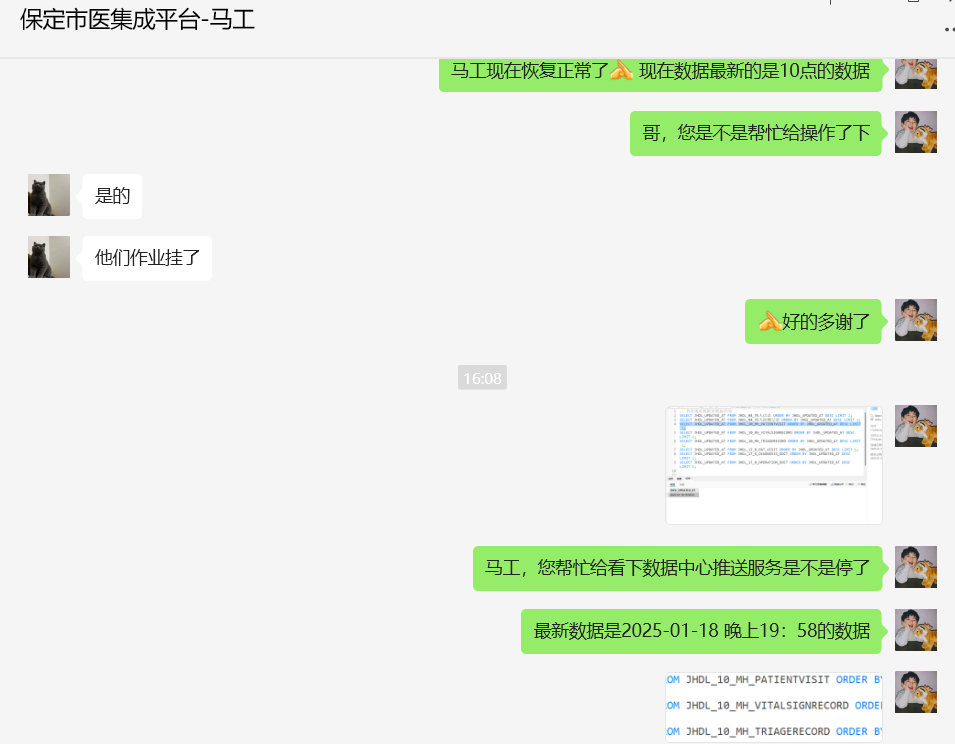 保定市医集成平台-马工
马工现在恢复正常了 现在数据最新的是10点的数据
哥，您是不是帮忙给操作了下
是的
他们作业挂了
好的多谢了
16:08
马工，您帮忙给看下数据中心推送服务是不是停了
最新数据是2025-01-18 晚上19：58的数据
OM JHDL_10_MH_PATIENTVISIT ORDER BY
OM JHDL_10_MH_VITALSIGNRECORD ORDE
OM JHDL_10_MH_TRIAGERECORD ORDER BY